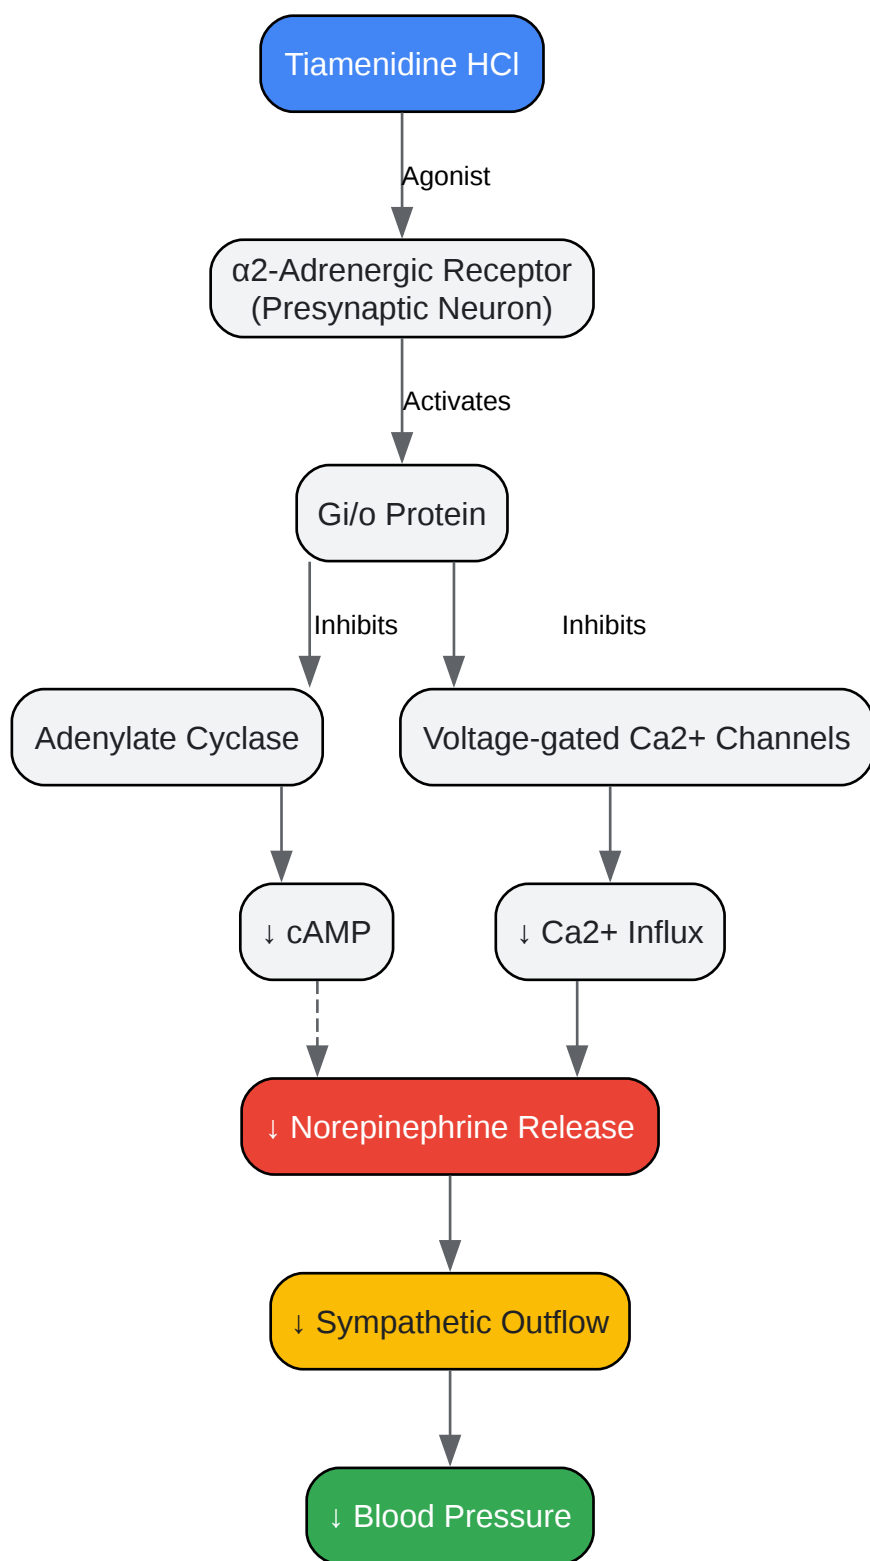 Tiamenidine HCl
Agonist
α2-Adrenergic Receptor
(Presynaptic Neuron)
Activates
Gi/o Protein
Inhibits
Inhibits
Adenylate Cyclase
Voltage-gated Ca2+ Channels
↓ cAMP
↓ Ca2+ Influx
↓ Norepinephrine Release
↓ Sympathetic Outflow
↓ Blood Pressure